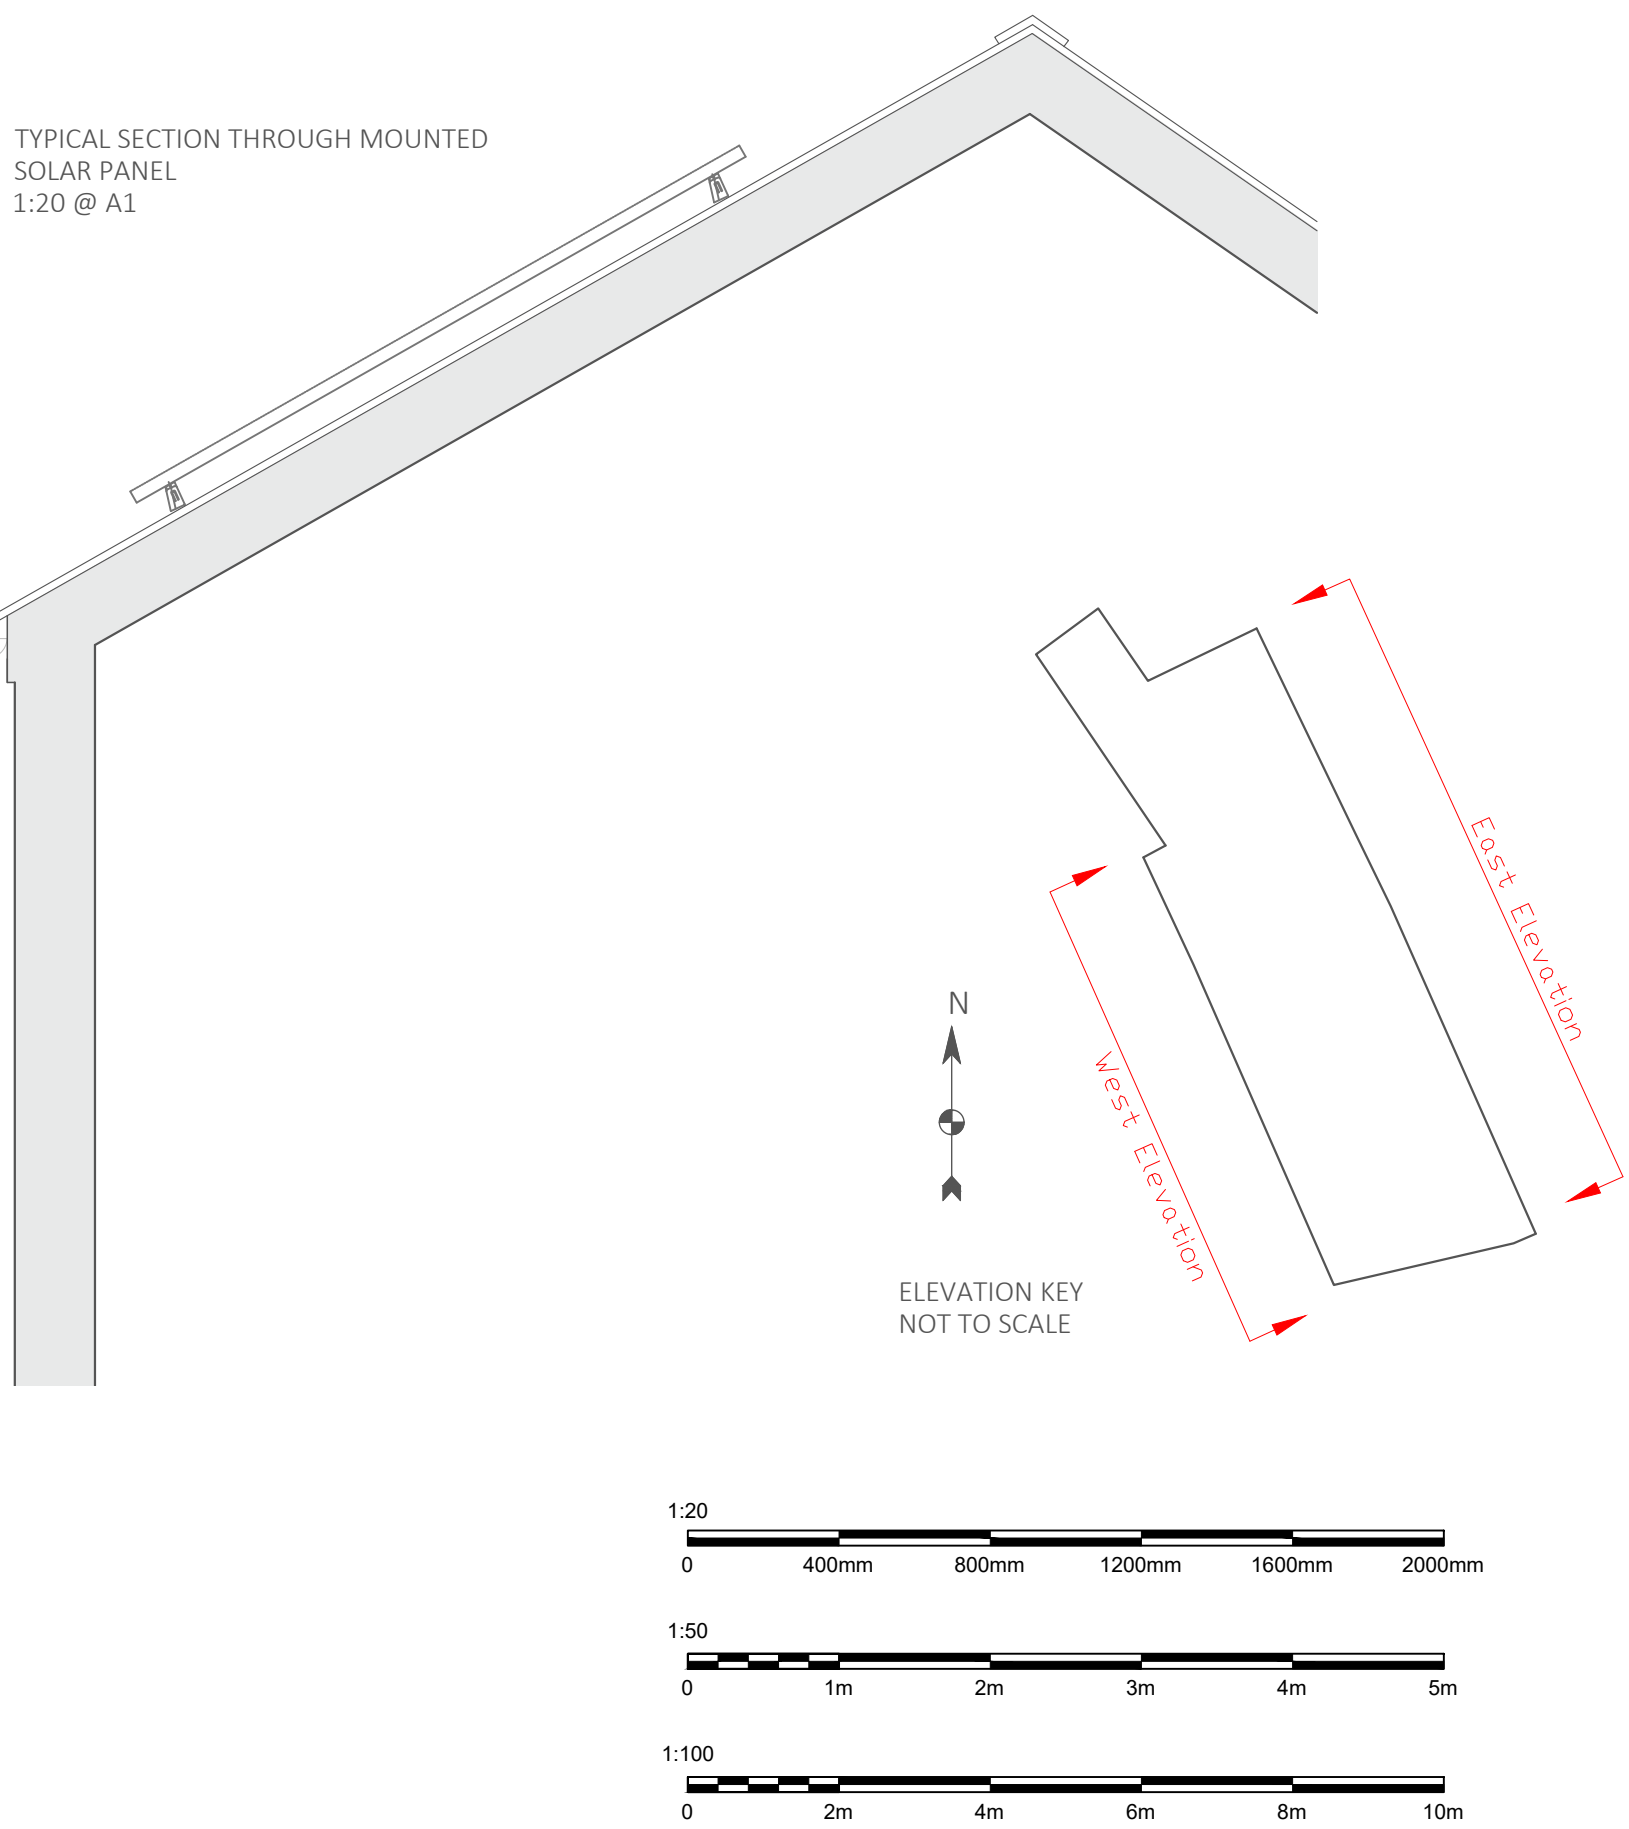 TYPICAL SECTION THROUGH MOUNTED
SOLAR PANEL
1:20 @ A1
East Elevation
N
West Elevation
ELEVATION KEY
NOT TO SCALE
1:20
0 400mm 800mm 1200mm 1600mm 2000mm
1:50
0 1m 2m 3m 4m 5m
1:100
0 2m 4m 6m 8m 10m